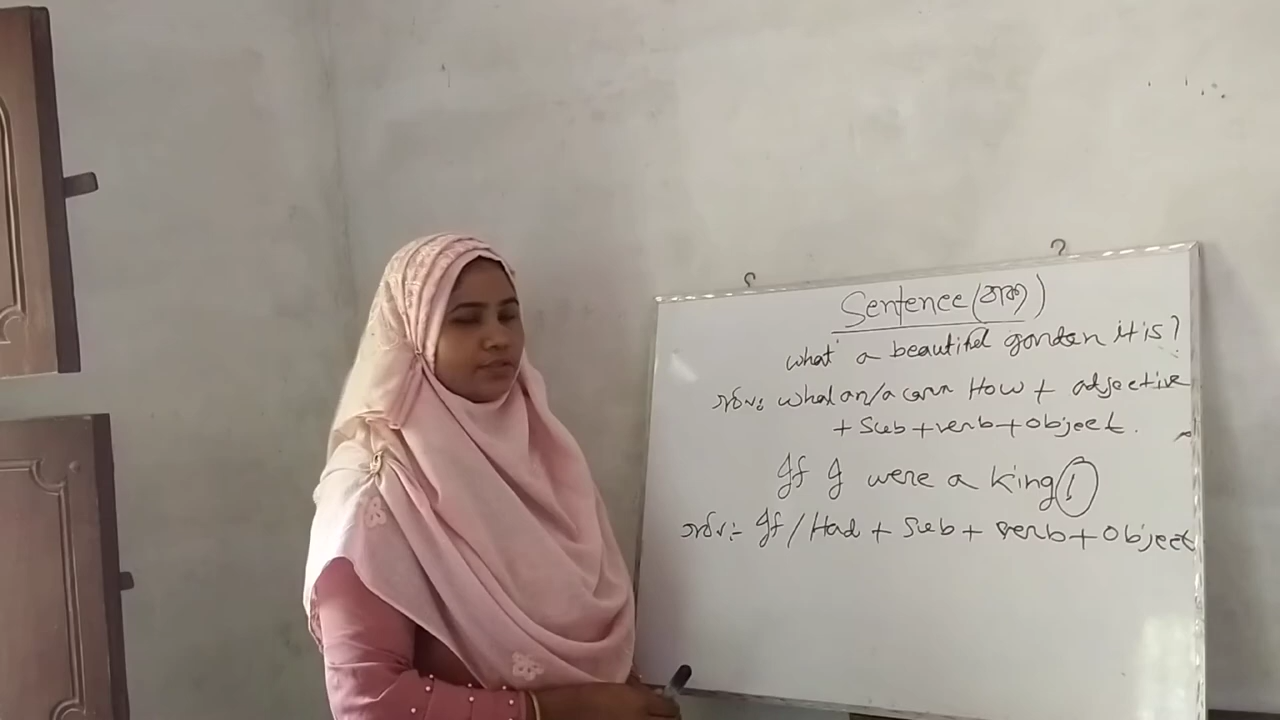 Sentence (বাক্য)
what a beautiful garden it is?
গঠন: what an/a এবং How + adjective
+ Sub + verb + object.
If I were a king!
গঠন:- If / Had + Sub + verb + object